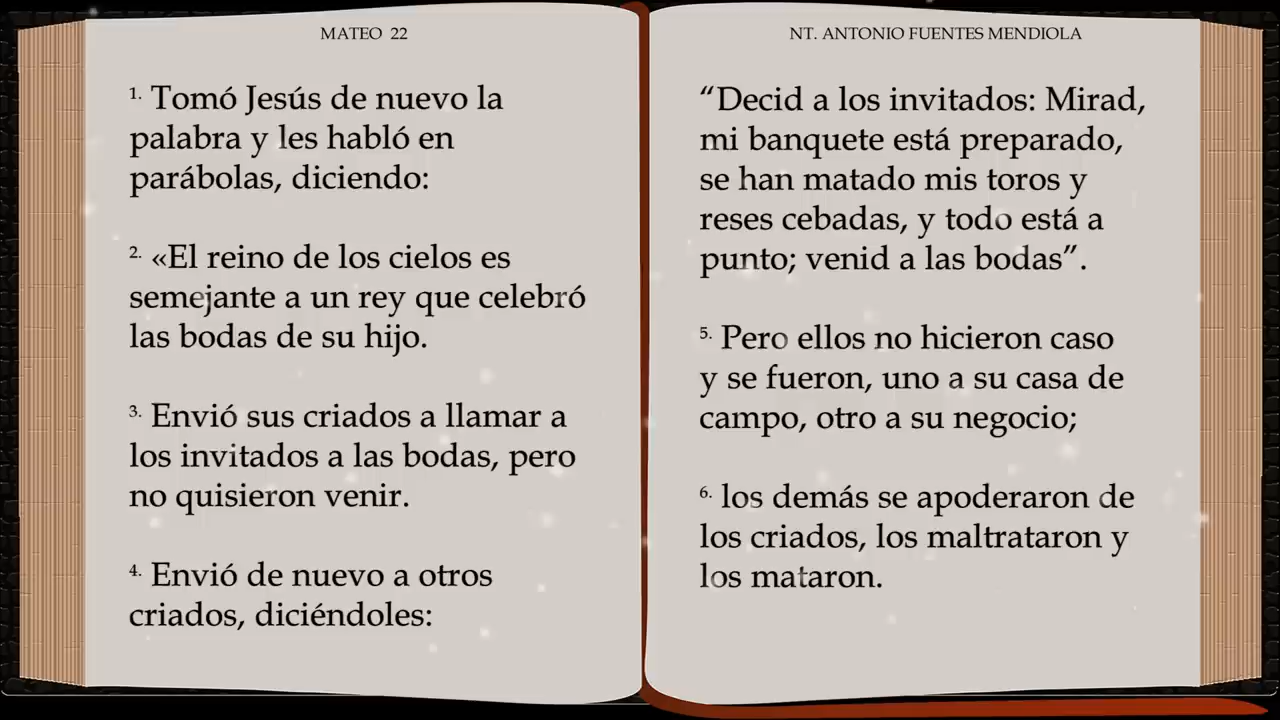 MATEO 22
1. Tomó Jesús de nuevo la
palabra y les habló en
parábolas, diciendo:
2. «El reino de los cielos es
semejante a un rey que celebró
las bodas de su hijo.
3. Envió sus criados a llamar a
los invitados a las bodas, pero
no quisieron venir.
4. Envió de nuevo a otros
criados, diciéndoles:
NT. ANTONIO FUENTES MENDIOLA
“Decid a los invitados: Mirad,
mi banquete está preparado,
se han matado mis toros y
reses cebadas, y todo está a
punto; venid a las bodas”.
5. Pero ellos no hicieron caso
y se fueron, uno a su casa de
campo, otro a su negocio;
6. los demás se apoderaron de
los criados, los maltrataron y
los mataron.